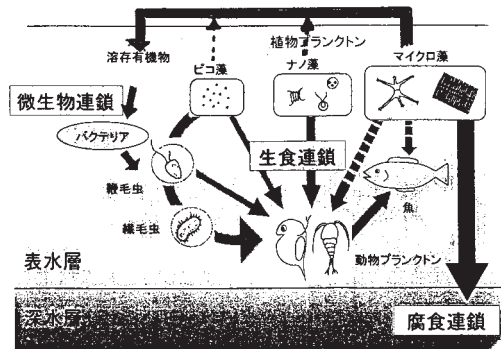 植物プランクトン
溶存有機物
ピコ藻
ナノ藻
マイクロ藻
微生物連鎖
バクテリア
生食連鎖
鞭毛虫
魚
繊毛虫
動物プランクトン
表水層
深水層
腐食連鎖